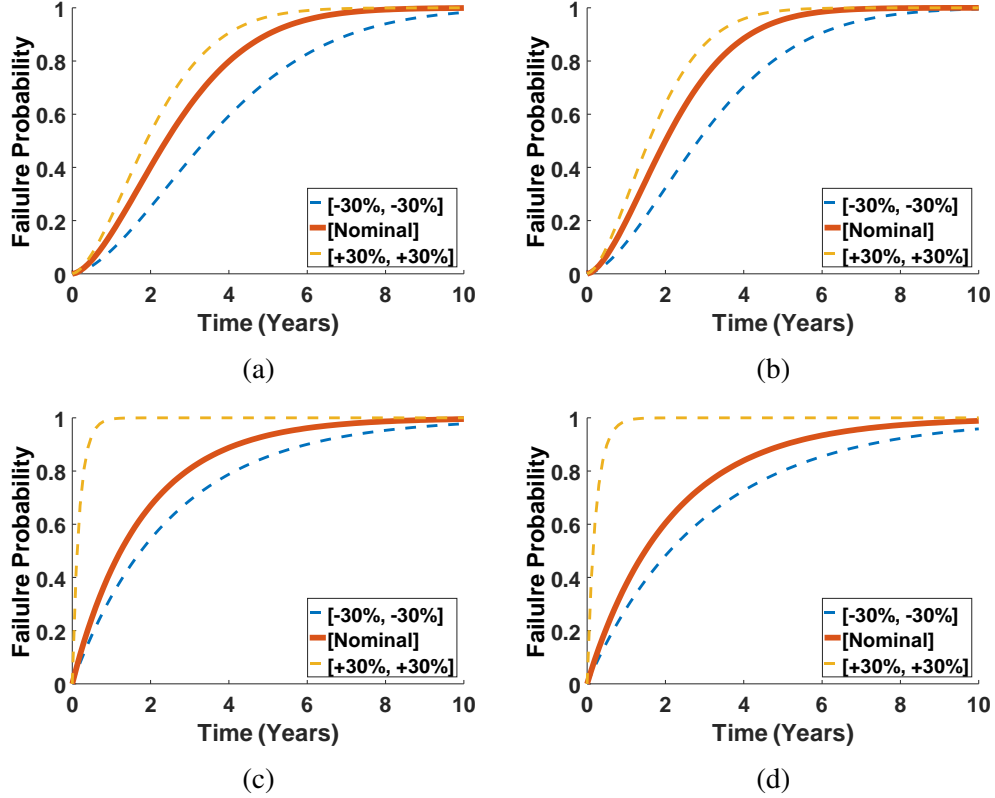 1
0.8
0.6
0.4
0.2
0
Failulre Probability
[-30%, -30%]
[Nominal]
[+30%, +30%]
0 2 4 6 8 10
Time (Years)
(a)
1
0.8
0.6
0.4
0.2
0
Failulre Probability
[-30%, -30%]
[Nominal]
[+30%, +30%]
0 2 4 6 8 10
Time (Years)
(b)
1
0.8
0.6
0.4
0.2
0
Failulre Probability
[-30%, -30%]
[Nominal]
[+30%, +30%]
0 2 4 6 8 10
Time (Years)
(c)
1
0.8
0.6
0.4
0.2
0
Failulre Probability
[-30%, -30%]
[Nominal]
[+30%, +30%]
0 2 4 6 8 10
Time (Years)
(d)